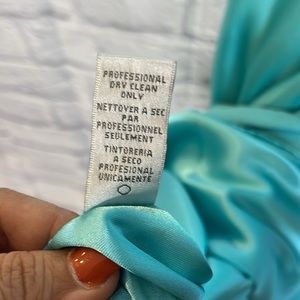 PROFESSIONAL
DRY CLEAN
ONLY
NETTOYER A SEC
PAR
PROFESSIONNEL
SEULEMENT
TINTORERIA
A SECO
PROFESIONAL
UNICAMENTE